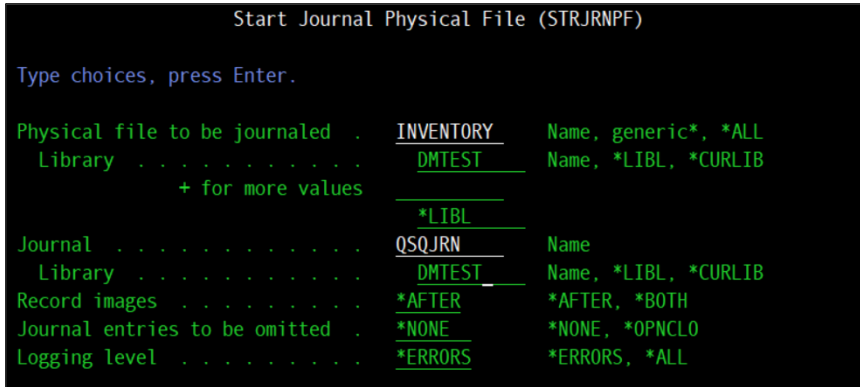 Start Journal Physical File (STRJRNPF)
Type choices, press Enter.
Physical file to be journaled . INVENTORY Name, generic*, *ALL
Library . . . . . . . . . . . DMTEST Name, *LIBL, *CURLIB
+ for more values
*LIBL
Journal . . . . . . . . . . . . QSQJRN Name
Library . . . . . . . . . . . DMTEST Name, *LIBL, *CURLIB
Record images . . . . . . . . . *AFTER *AFTER, *BOTH
Journal entries to be omitted . *NONE *NONE, *OPNCLO
Logging level . . . . . . . . . *ERRORS *ERRORS, *ALL